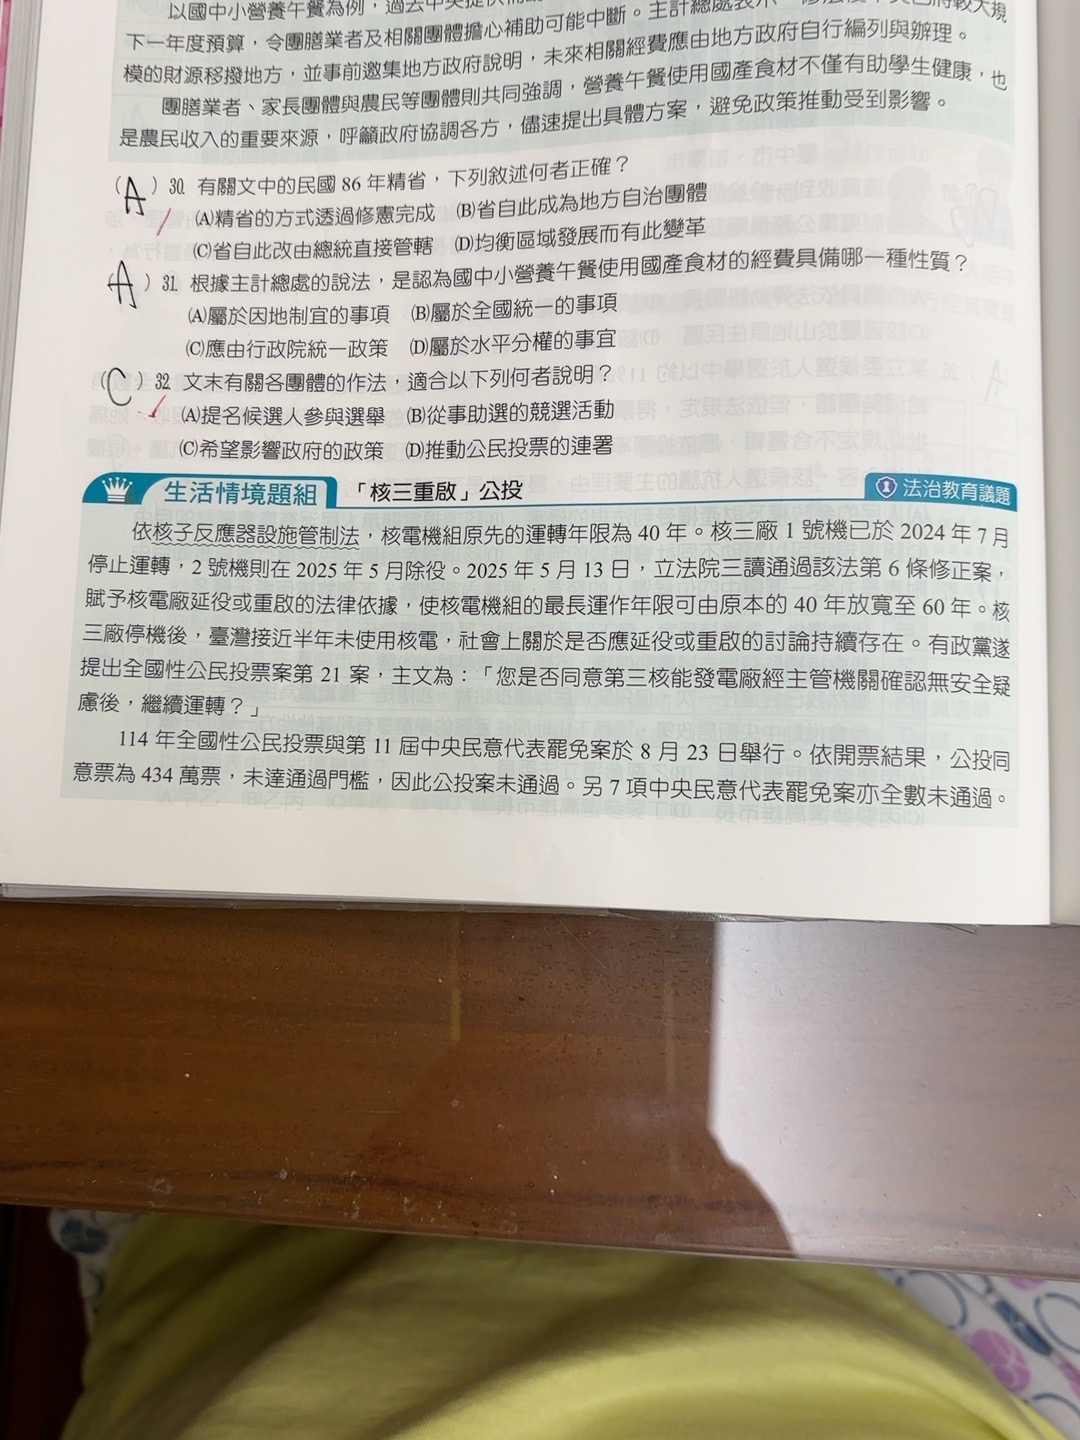 以國中小營養午餐為例，過去中央提供
下一年度預算，令團膳業者及相關團體擔心補助可能中斷。主計總處表示，修法後中央已將較大規
模的財源移撥地方，並事前邀集地方政府說明，未來相關經費應由地方政府自行編列與辦理。
團膳業者、家長團體與農民等團體則共同強調，營養午餐使用國產食材不僅有助學生健康，也
是農民收入的重要來源，呼籲政府協調各方，儘速提出具體方案，避免政策推動受到影響。
（A）30. 有關文中的民國 86 年精省，下列敘述何者正確？
(A)精省的方式透過修憲完成 (B)省自此成為地方自治團體
(C)省自此改由總統直接管轄 (D)均衡區域發展而有此變革
（A）31. 根據主計總處的說法，是認為國中小營養午餐使用國產食材的經費具備哪一種性質？
(A)屬於因地制宜的事項 (B)屬於全國統一的事項
(C)應由行政院統一政策 (D)屬於水平分權的事宜
（C）32. 文末有關各團體的作法，適合以下列何者說明？
(A)提名候選人參與選舉 (B)從事助選的競選活動
(C)希望影響政府的政策 (D)推動公民投票的連署
生活情境題組 「核三重啟」公投 法治教育議題
依核子反應器設施管制法，核電機組原先的運轉年限為 40 年。核三廠 1 號機已於 2024 年 7 月
停止運轉，2 號機則在 2025 年 5 月除役。2025 年 5 月 13 日，立法院三讀通過該法第 6 條修正案，
賦予核電廠延役或重啟的法律依據，使核電機組的最長運作年限可由原本的 40 年放寬至 60 年。核
三廠停機後，臺灣接近半年未使用核電，社會上關於是否應延役或重啟的討論持續存在。有政黨遂
提出全國性公民投票案第 21 案，主文為：「您是否同意第三核能發電廠經主管機關確認無安全疑
慮後，繼續運轉？」
114 年全國性公民投票與第 11 屆中央民意代表罷免案於 8 月 23 日舉行。依開票結果，公投同
意票為 434 萬票，未達通過門檻，因此公投案未通過。另 7 項中央民意代表罷免案亦全數未通過。